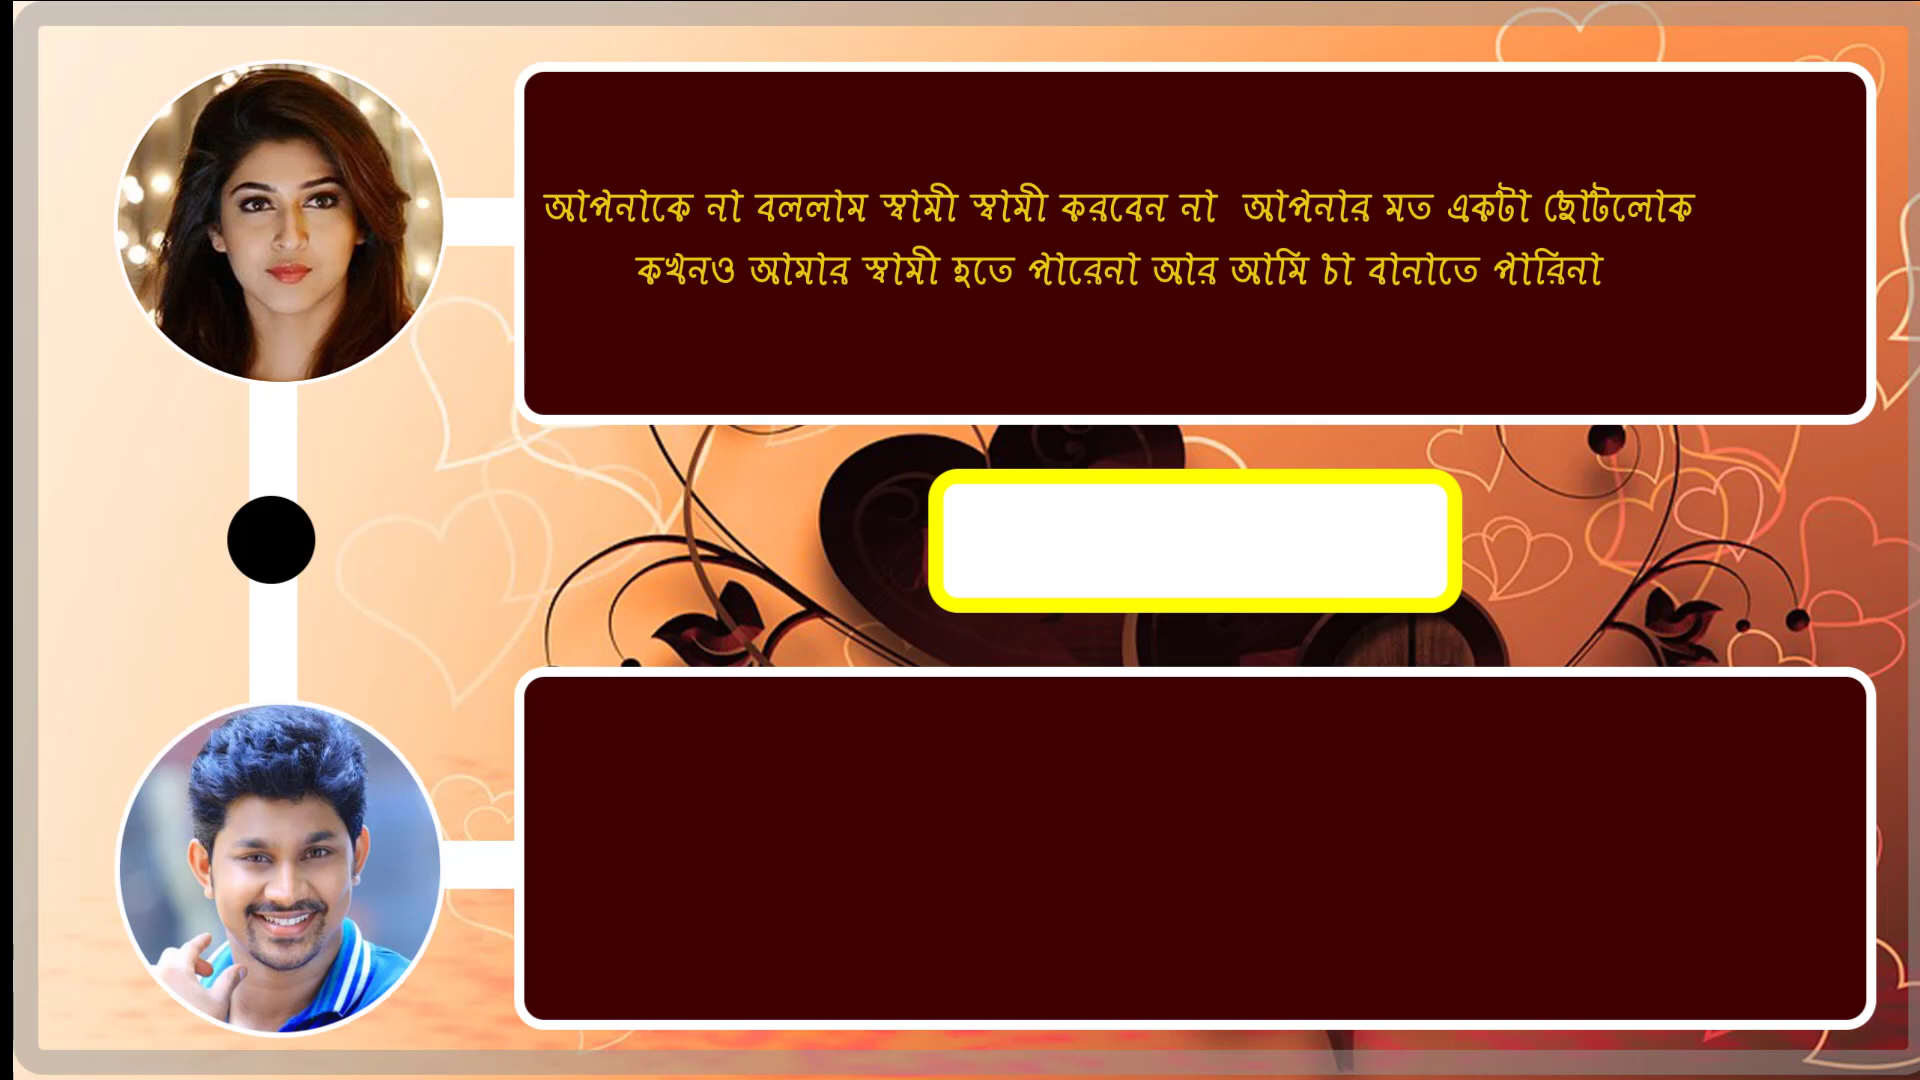 আপনাকে না বললাম স্বামী স্বামী করবেন না  আপনার মত একটা ছোটলোক
কখনও আমার স্বামী হতে পারেনা আর আমি চা বানাতে পারিনা